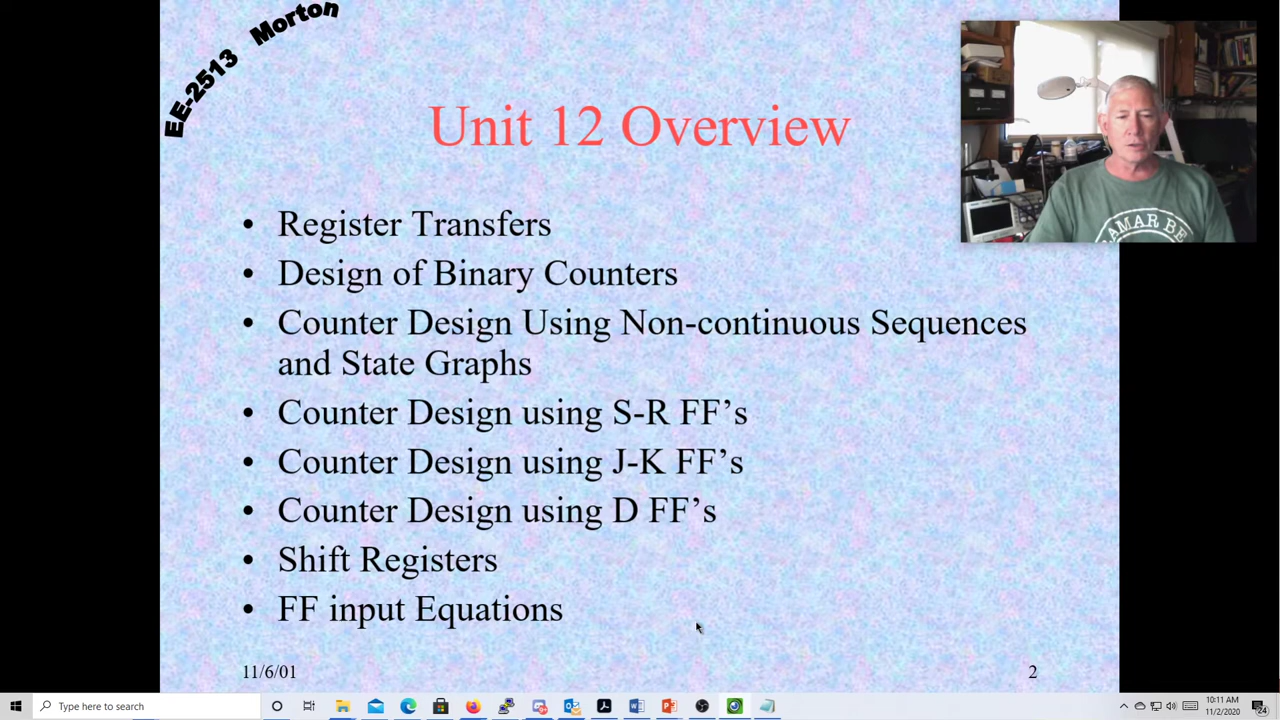 EE-2513 Morton
Unit 12 Overview
• Register Transfers
• Design of Binary Counters
• Counter Design Using Non-continuous Sequences
and State Graphs
• Counter Design using S-R FF’s
• Counter Design using J-K FF’s
• Counter Design using D FF’s
• Shift Registers
• FF input Equations
11/6/01
2
Type here to search
10:11 AM
11/2/2020
24